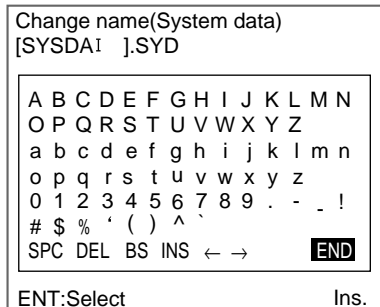 Change name(System data)
[SYSDAI ].SYD
A B C D E F G H I J K L M N
O P Q R S T U V W X Y Z
a b c d e f g h i j k l m n
o p q r s t u v w x y z
0 1 2 3 4 5 6 7 8 9 . - _ !
# $ % ‘ ( ) ^ `
SPC DEL BS INS ← → END
ENT:Select Ins.